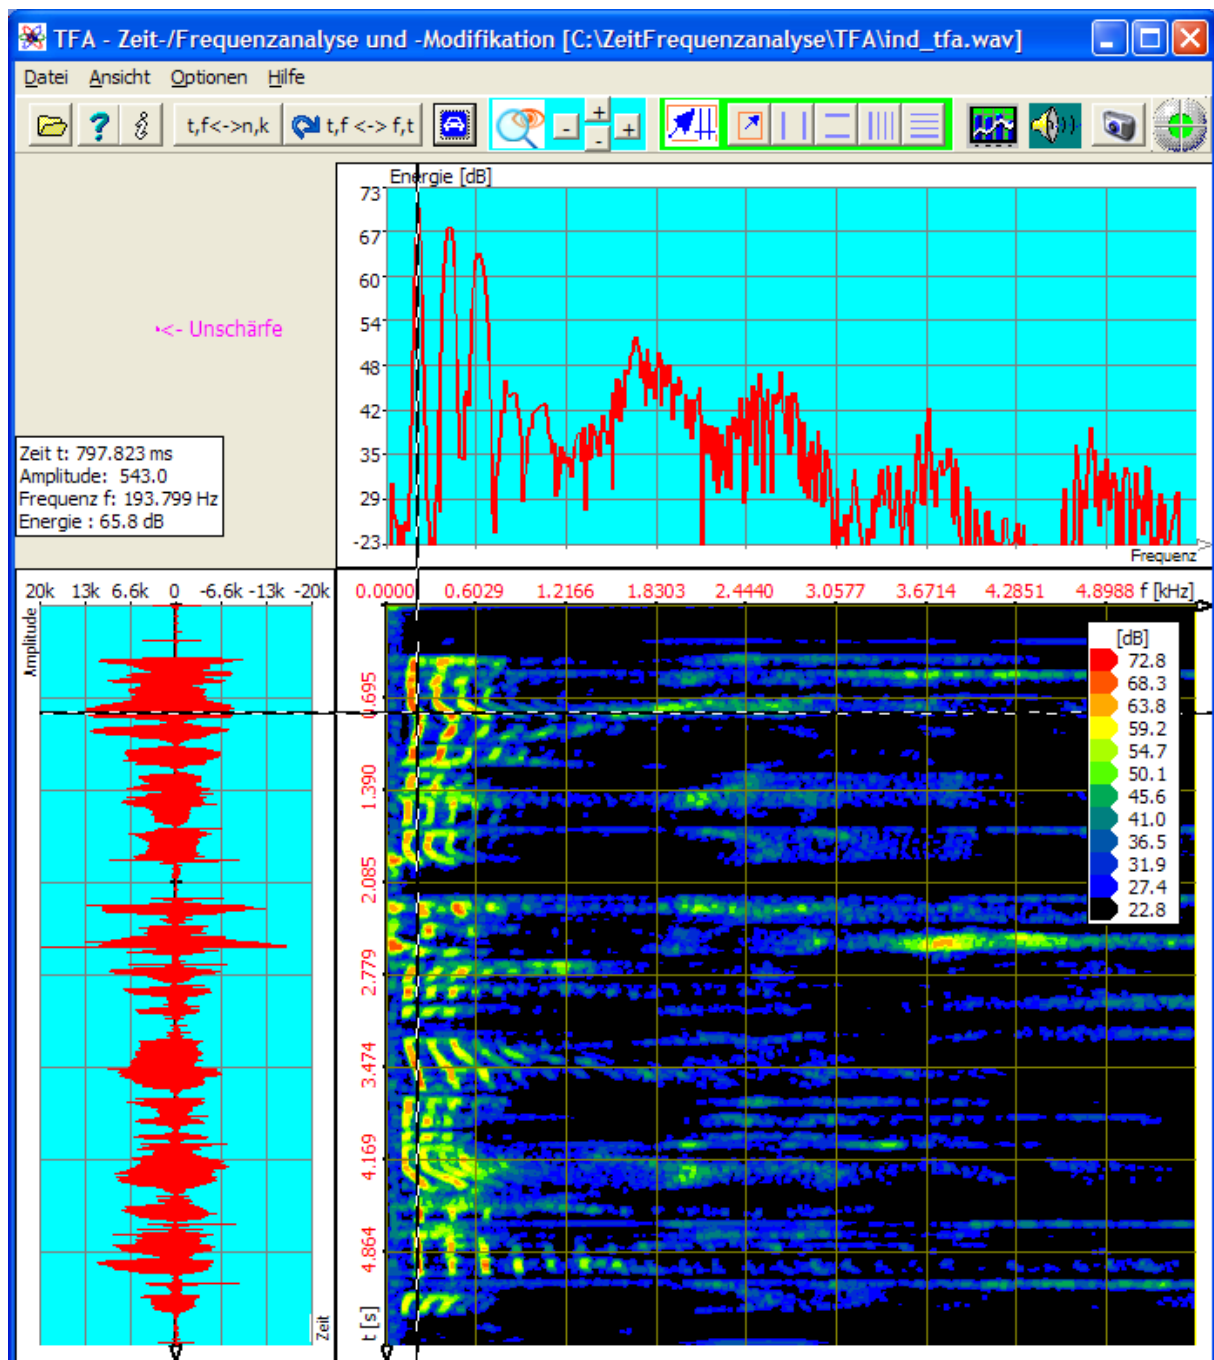 TFA - Zeit-/Frequenzanalyse und -Modifikation [C:\ZeitFrequenzanalyse\TFA\ind_tfa.wav]
Datei Ansicht Optionen Hilfe
t,f<->n,k t,f <-> f,t
- + - +
Energie [dB]
73
67
60
54
48
42
35
29
-23
Frequenz
<- Unschärfe
Zeit t: 797.823 ms
Amplitude: 543.0
Frequenz f: 193.799 Hz
Energie : 65.8 dB
20k 13k 6.6k 0 -6.6k -13k -20k
Amplitude
Zeit
0.0000 0.6029 1.2166 1.8303 2.4440 3.0577 3.6714 4.2851 4.8988 f [kHz]
0.695
1.390
2.085
2.779
3.474
4.169
4.864
t [s]
[dB]
72.8
68.3
63.8
59.2
54.7
50.1
45.6
41.0
36.5
31.9
27.4
22.8